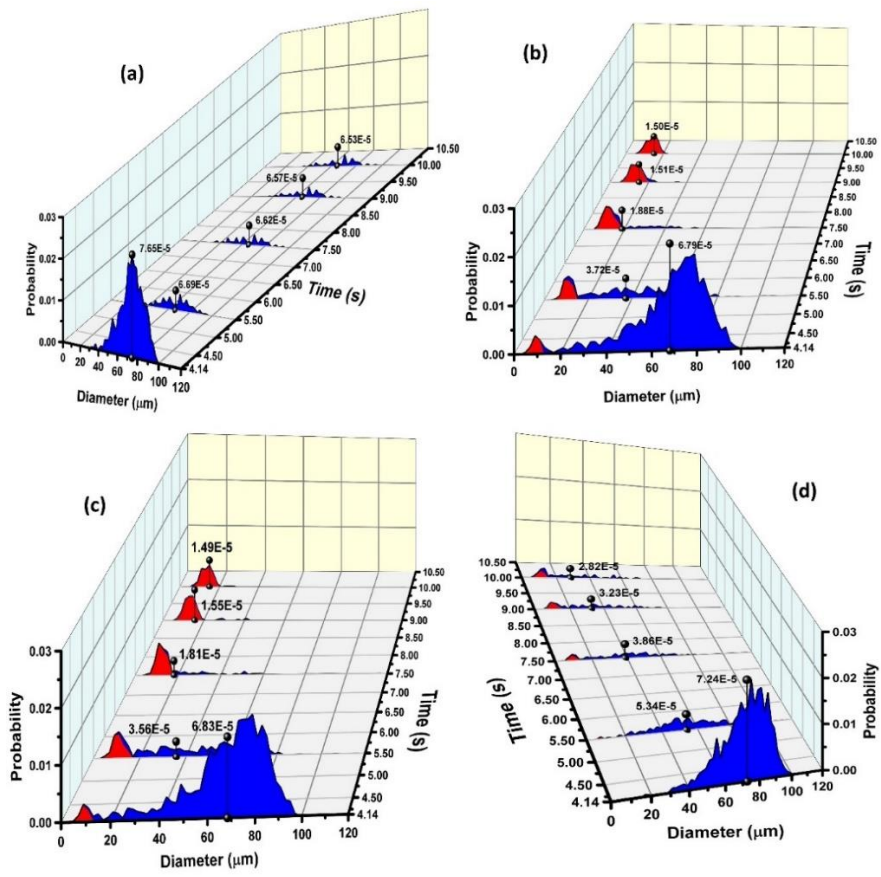 (a)
6.53E-5
6.57E-5
6.62E-5
7.65E-5
6.69E-5
10.50
10.00
9.50
9.00
8.50
8.00
7.50
7.00
6.50
6.00
5.50
5.00
4.50
4.14
Time (s)
0.03
0.02
0.01
0.00
Probability
0 20 40 60 80 100 120
Diameter (μm)
(b)
1.50E-5
1.51E-5
1.88E-5
3.72E-5
6.79E-5
10.50
10.00
9.50
9.00
8.50
8.00
7.50
7.00
6.50
6.00
5.50
5.00
4.50
4.14
Time (s)
0.03
0.02
0.01
0.00
Probability
0 20 40 60 80 100 120
Diameter (μm)
(c)
1.49E-5
1.55E-5
1.81E-5
3.56E-5 6.83E-5
10.50
10.00
9.50
9.00
8.50
8.00
7.50
7.00
6.50
6.00
5.50
5.00
4.50
4.14
Time (s)
0.03
0.02
0.01
0.00
Probability
0 20 40 60 80 100 120
Diameter (μm)
(d)
2.82E-5
3.23E-5
3.86E-5
7.24E-5
5.34E-5
10.50
10.00
9.50
9.00
8.50
8.00
7.50
7.00
6.50
6.00
5.50
5.00
4.50
4.14
Time (s)
0.03
0.02
0.01
0.00
Probability
0 20 40 60 80 100 120
Diameter (μm)